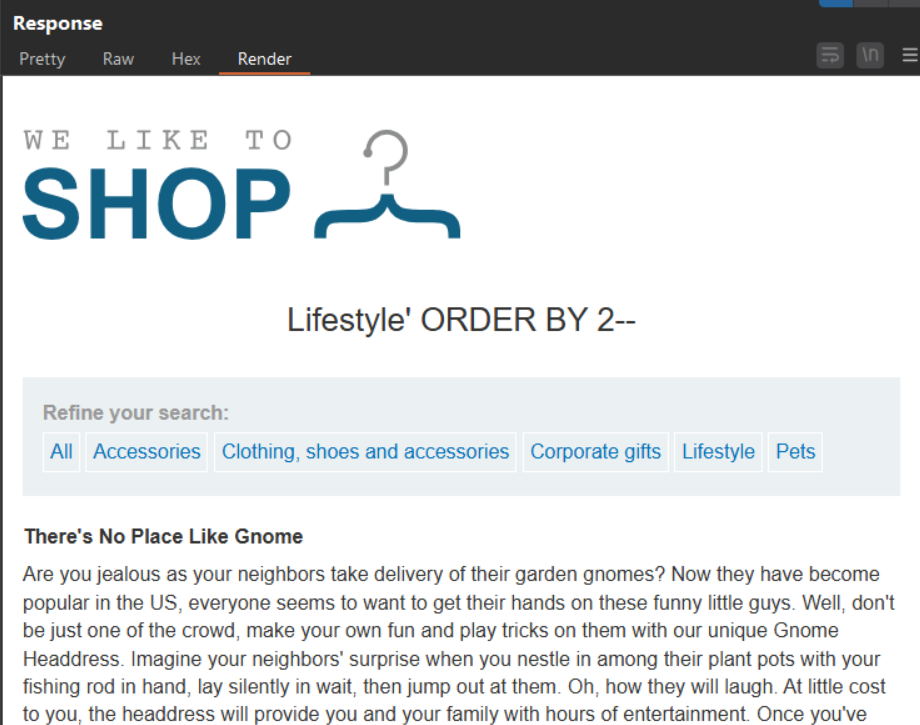 Response
Pretty Raw Hex Render \n
WE LIKE TO
SHOP
Lifestyle' ORDER BY 2--
Refine your search:
All Accessories Clothing, shoes and accessories Corporate gifts Lifestyle Pets
There's No Place Like Gnome
Are you jealous as your neighbors take delivery of their garden gnomes? Now they have become
popular in the US, everyone seems to want to get their hands on these funny little guys. Well, don't
be just one of the crowd, make your own fun and play tricks on them with our unique Gnome
Headdress. Imagine your neighbors' surprise when you nestle in among their plant pots with your
fishing rod in hand, lay silently in wait, then jump out at them. Oh, how they will laugh. At little cost
to you, the headdress will provide you and your family with hours of entertainment. Once you've